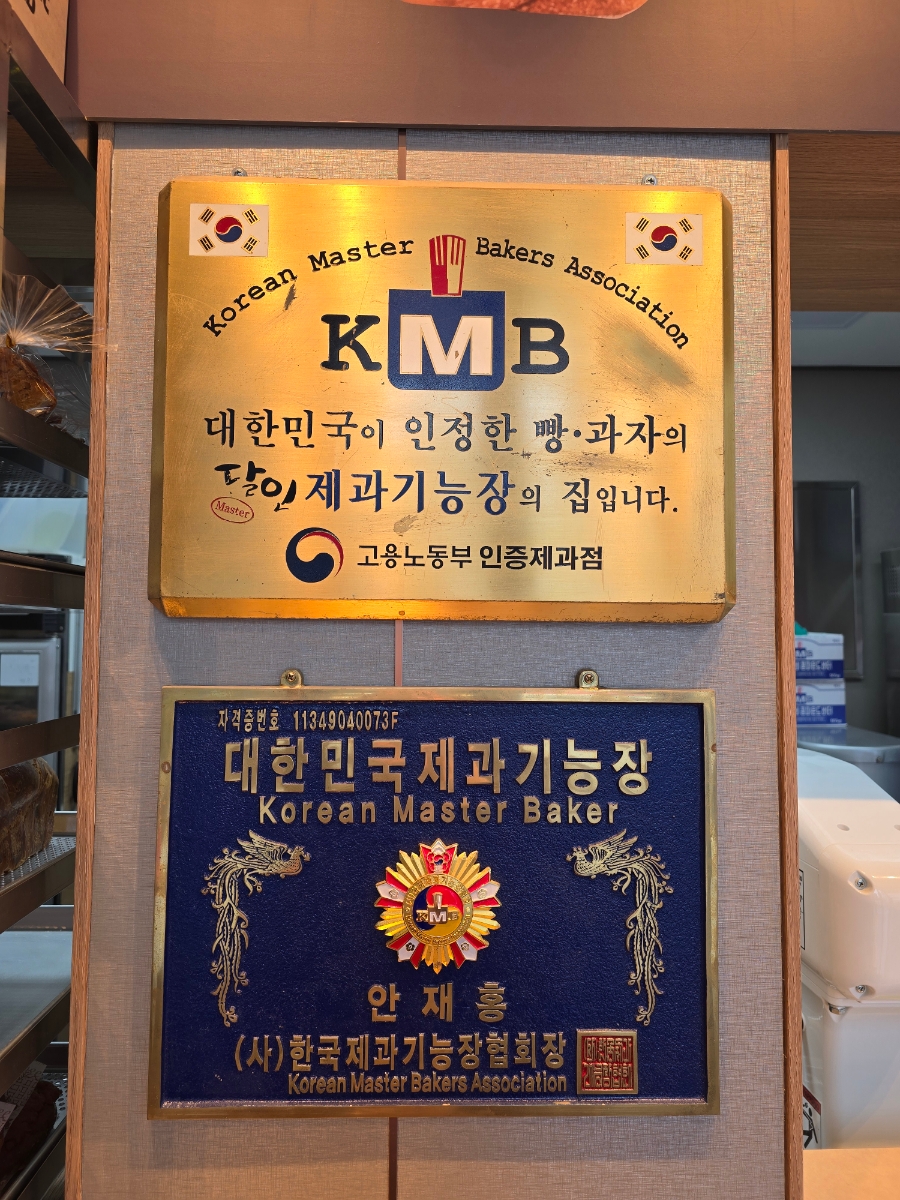 Korean Master Bakers Association
KMB
대한민국이 인정한 빵·과자의
달인 제과기능장의 집입니다.
Master
고용노동부 인증제과점
자격증번호 11349040073F
대한민국제과기능장
Korean Master Baker
KMB
안재홍
(사)한국제과기능장협회장
Korean Master Bakers Association